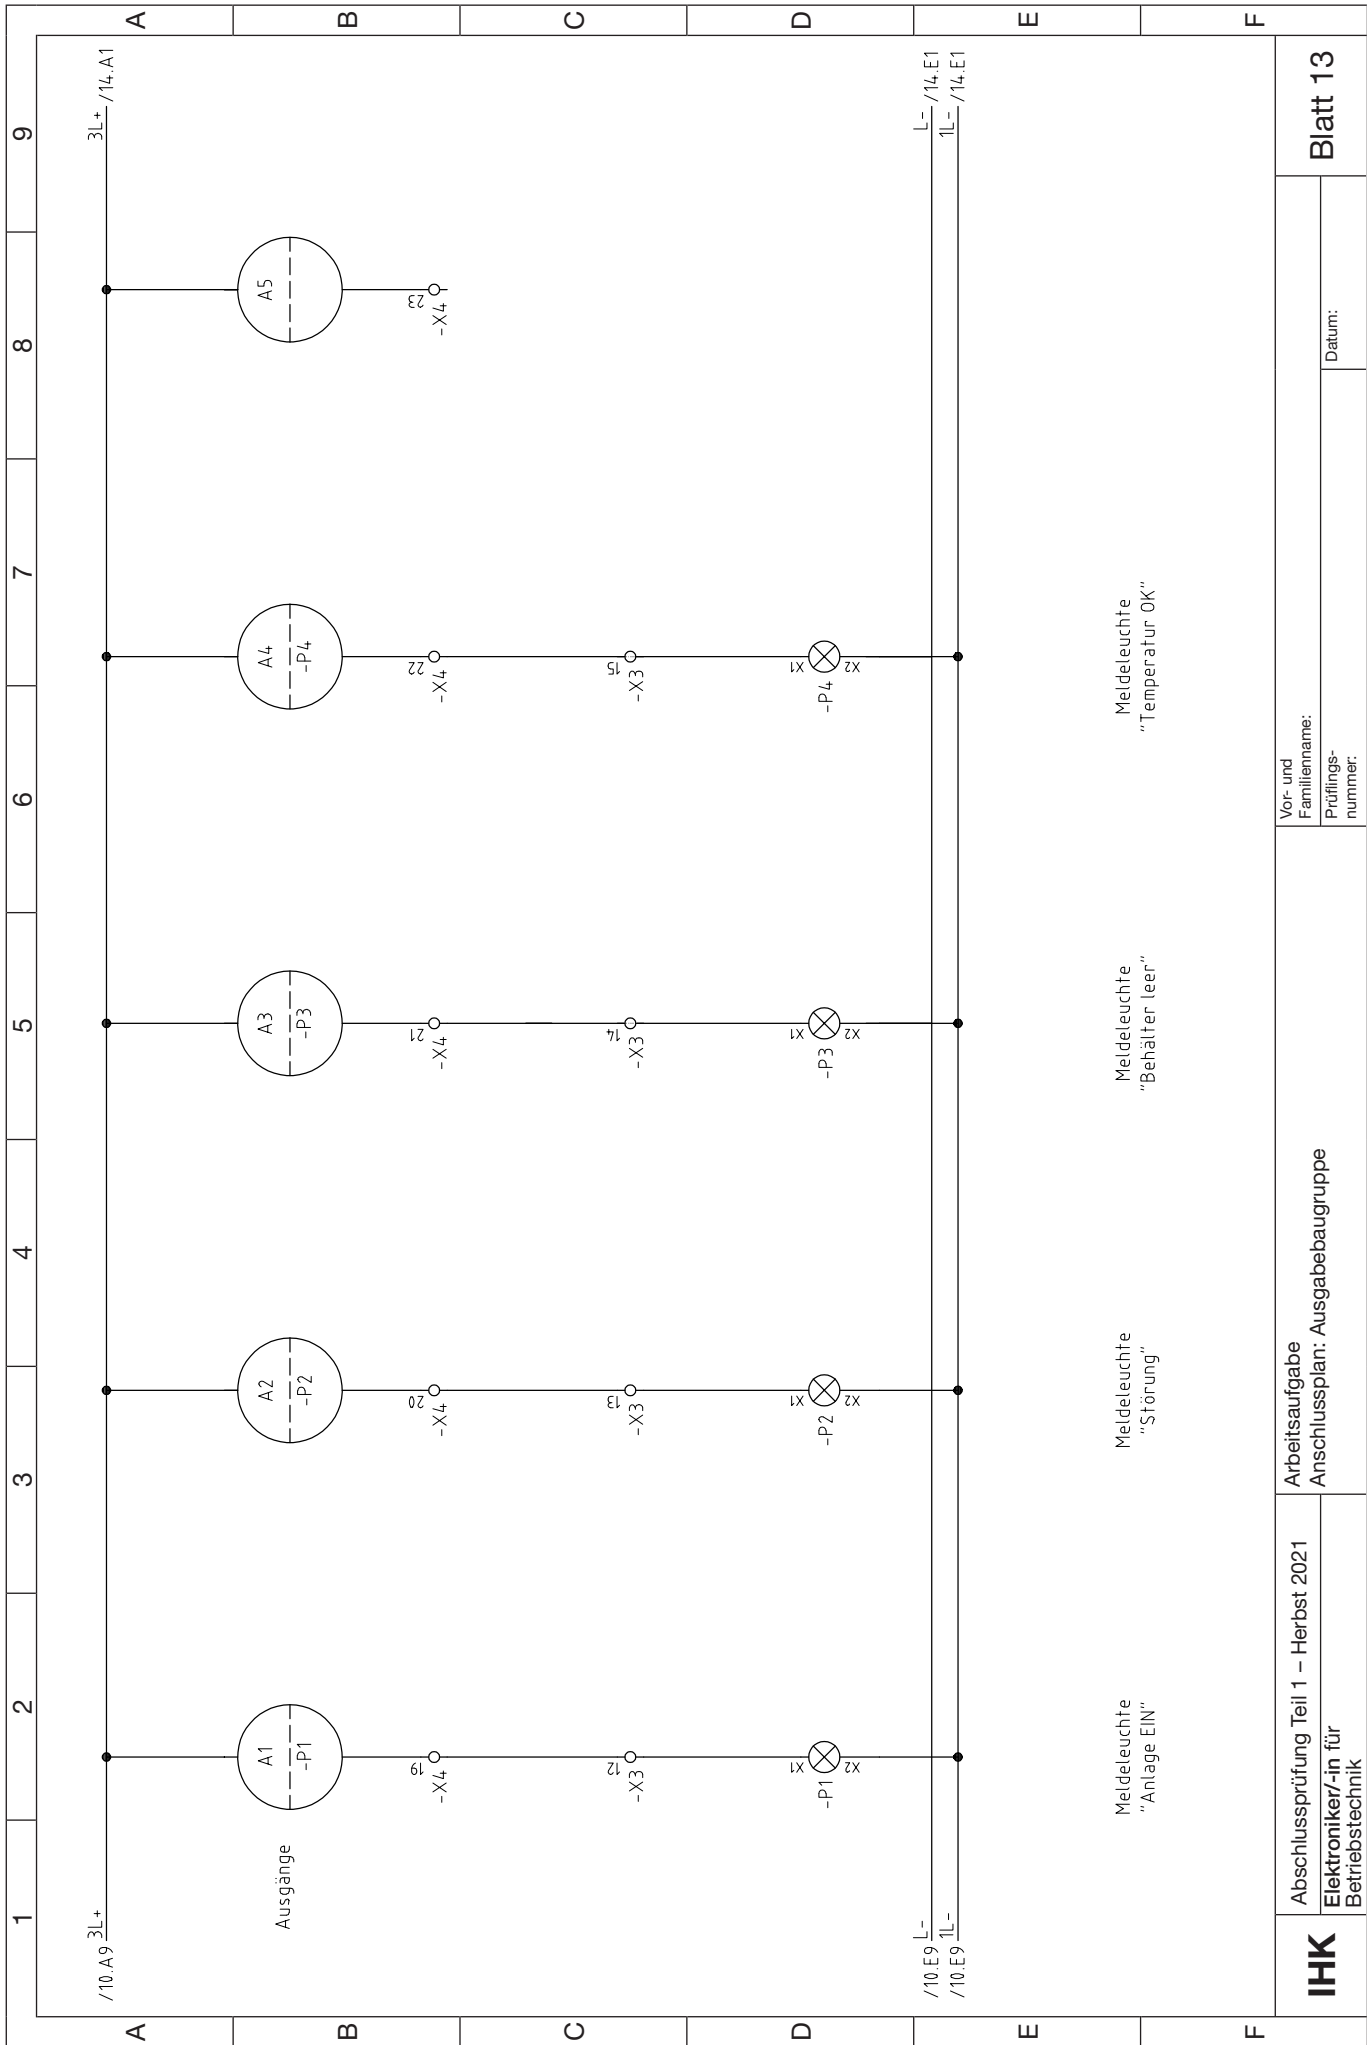 1 2 3 4 5 6 7 8 9
A
B
C
D
E
F
A
B
C
D
E
F
/10.A9 3L+
3L+ /14.A1
Ausgänge
A1
-P1
A2
-P2
A3
-P3
A4
-P4
A5
19
-X4
20
-X4
21
-X4
22
-X4
23
-X4
12
-X3
13
-X3
14
-X3
15
-X3
X1
-P1
X2
X1
-P2
X2
X1
-P3
X2
X1
-P4
X2
/10.E9 L-
L- /14.E1
/10.E9 1L-
1L- /14.E1
Meldeleuchte
"Anlage EIN"
Meldeleuchte
"Störung"
Meldeleuchte
"Behälter leer"
Meldeleuchte
"Temperatur OK"
IHK
Abschlussprüfung Teil 1 – Herbst 2021
Elektroniker/-in für
Betriebstechnik
Arbeitsaufgabe
Anschlussplan: Ausgabebaugruppe
Vor- und
Familienname:
Prüflings-
nummer:
Datum:
Blatt 13